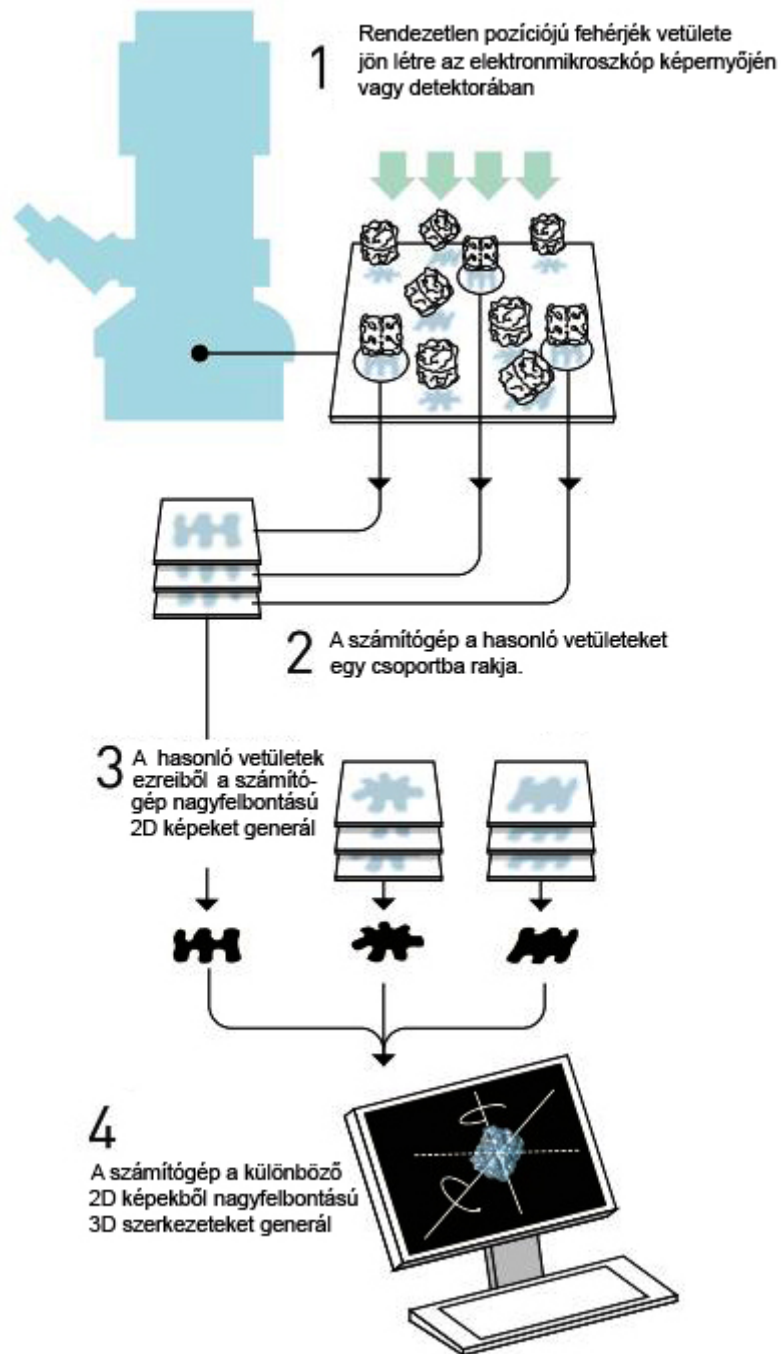 1
Rendezetlen pozíciójú fehérjék vetülete
jön létre az elektronmikroszkóp képernyőjén
vagy detektorában
2
A számítógép a hasonló vetületeket
egy csoportba rakja.
3
A hasonló vetületek
ezreiből a számító-
gép nagyfelbontású
2D képeket generál
4
A számítógép a különböző
2D képekből nagyfelbontású
3D szerkezeteket generál